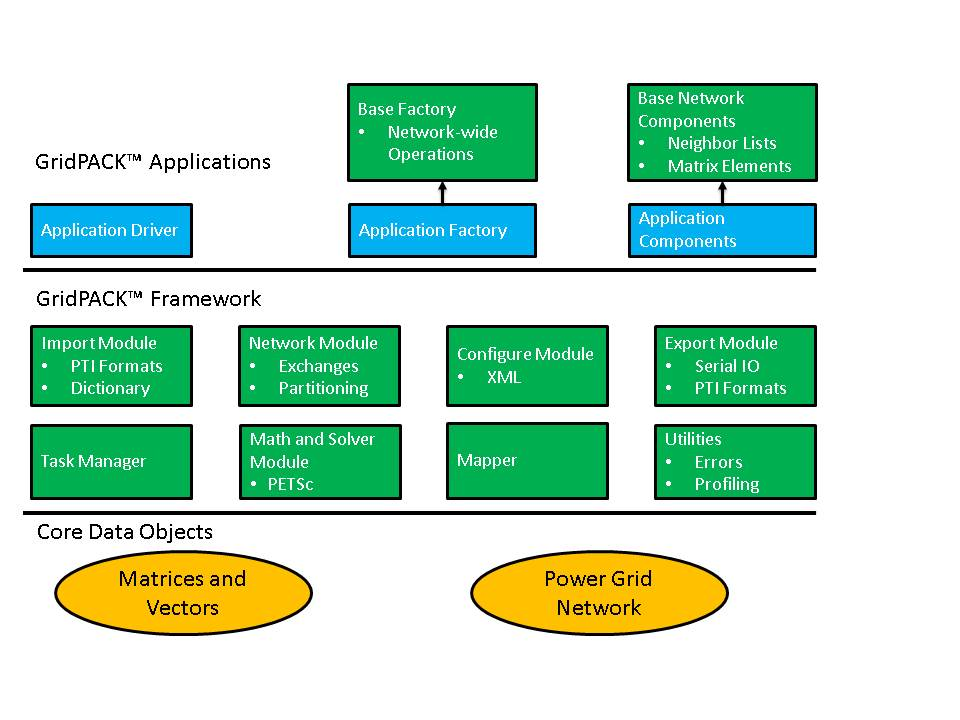 Base Factory
• Network-wide
Operations
Base Network
Components
• Neighbor Lists
• Matrix Elements
GridPACK™ Applications
Application Driver
Application Factory
Application
Components
GridPACK™ Framework
Import Module
• PTI Formats
• Dictionary
Network Module
• Exchanges
• Partitioning
Configure Module
• XML
Export Module
• Serial IO
• PTI Formats
Task Manager
Math and Solver
Module
• PETSc
Mapper
Utilities
• Errors
• Profiling
Core Data Objects
Matrices and
Vectors
Power Grid
Network